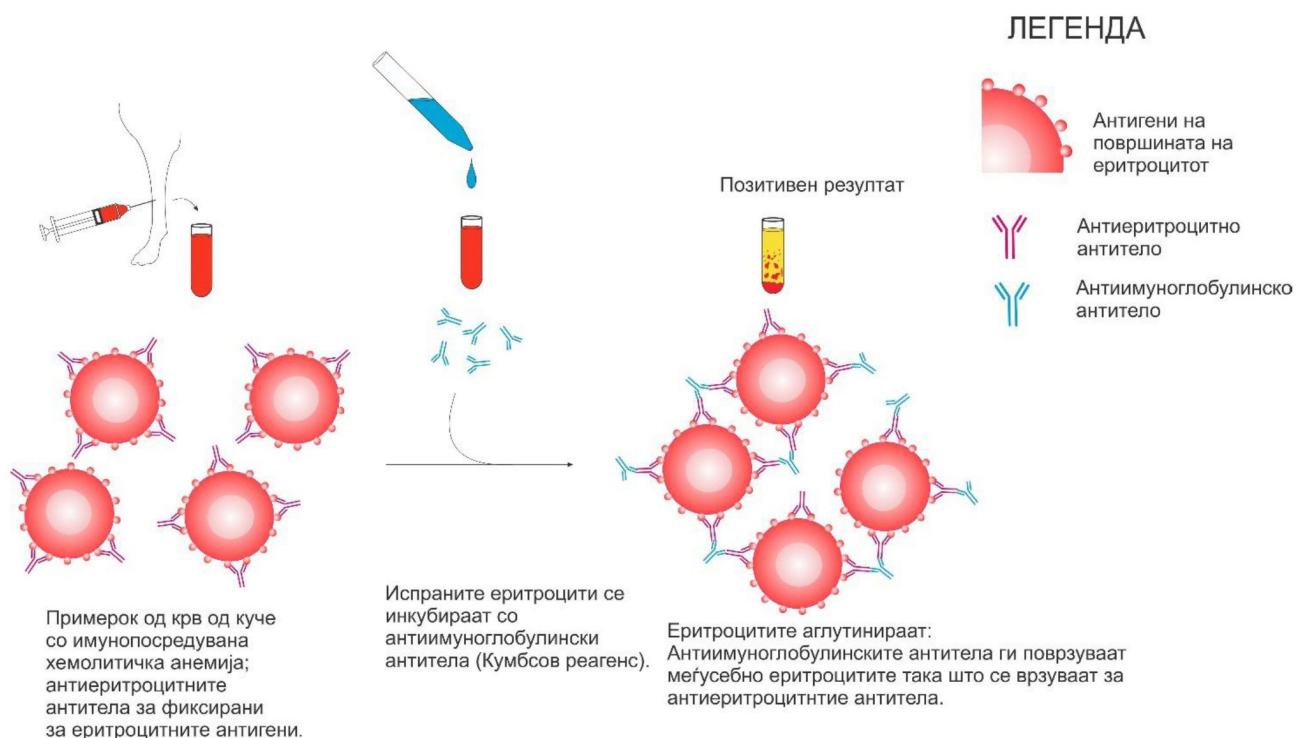 ЛЕГЕНДА
Антигени на
површината на
еритроцитот
Антиеритроцитно
антитело
Антиимуноглобулинско
антитело
Позитивен резултат
Примерок од крв од куче
со имунопосредувана
хемолитичка анемија;
антиеритроцитните
антитела за фиксирани
за еритроцитните антигени.
Испраните еритроцити се
инкубираат со
антиимуноглобулински
антитела (Кумбсов реагенс).
Еритроцитите аглутинираат:
Антиимуноглобулинските антитела ги поврзуваат
меѓусебно еритроцитите така што се врзуваат за
антиеритроцитнтие антитела.